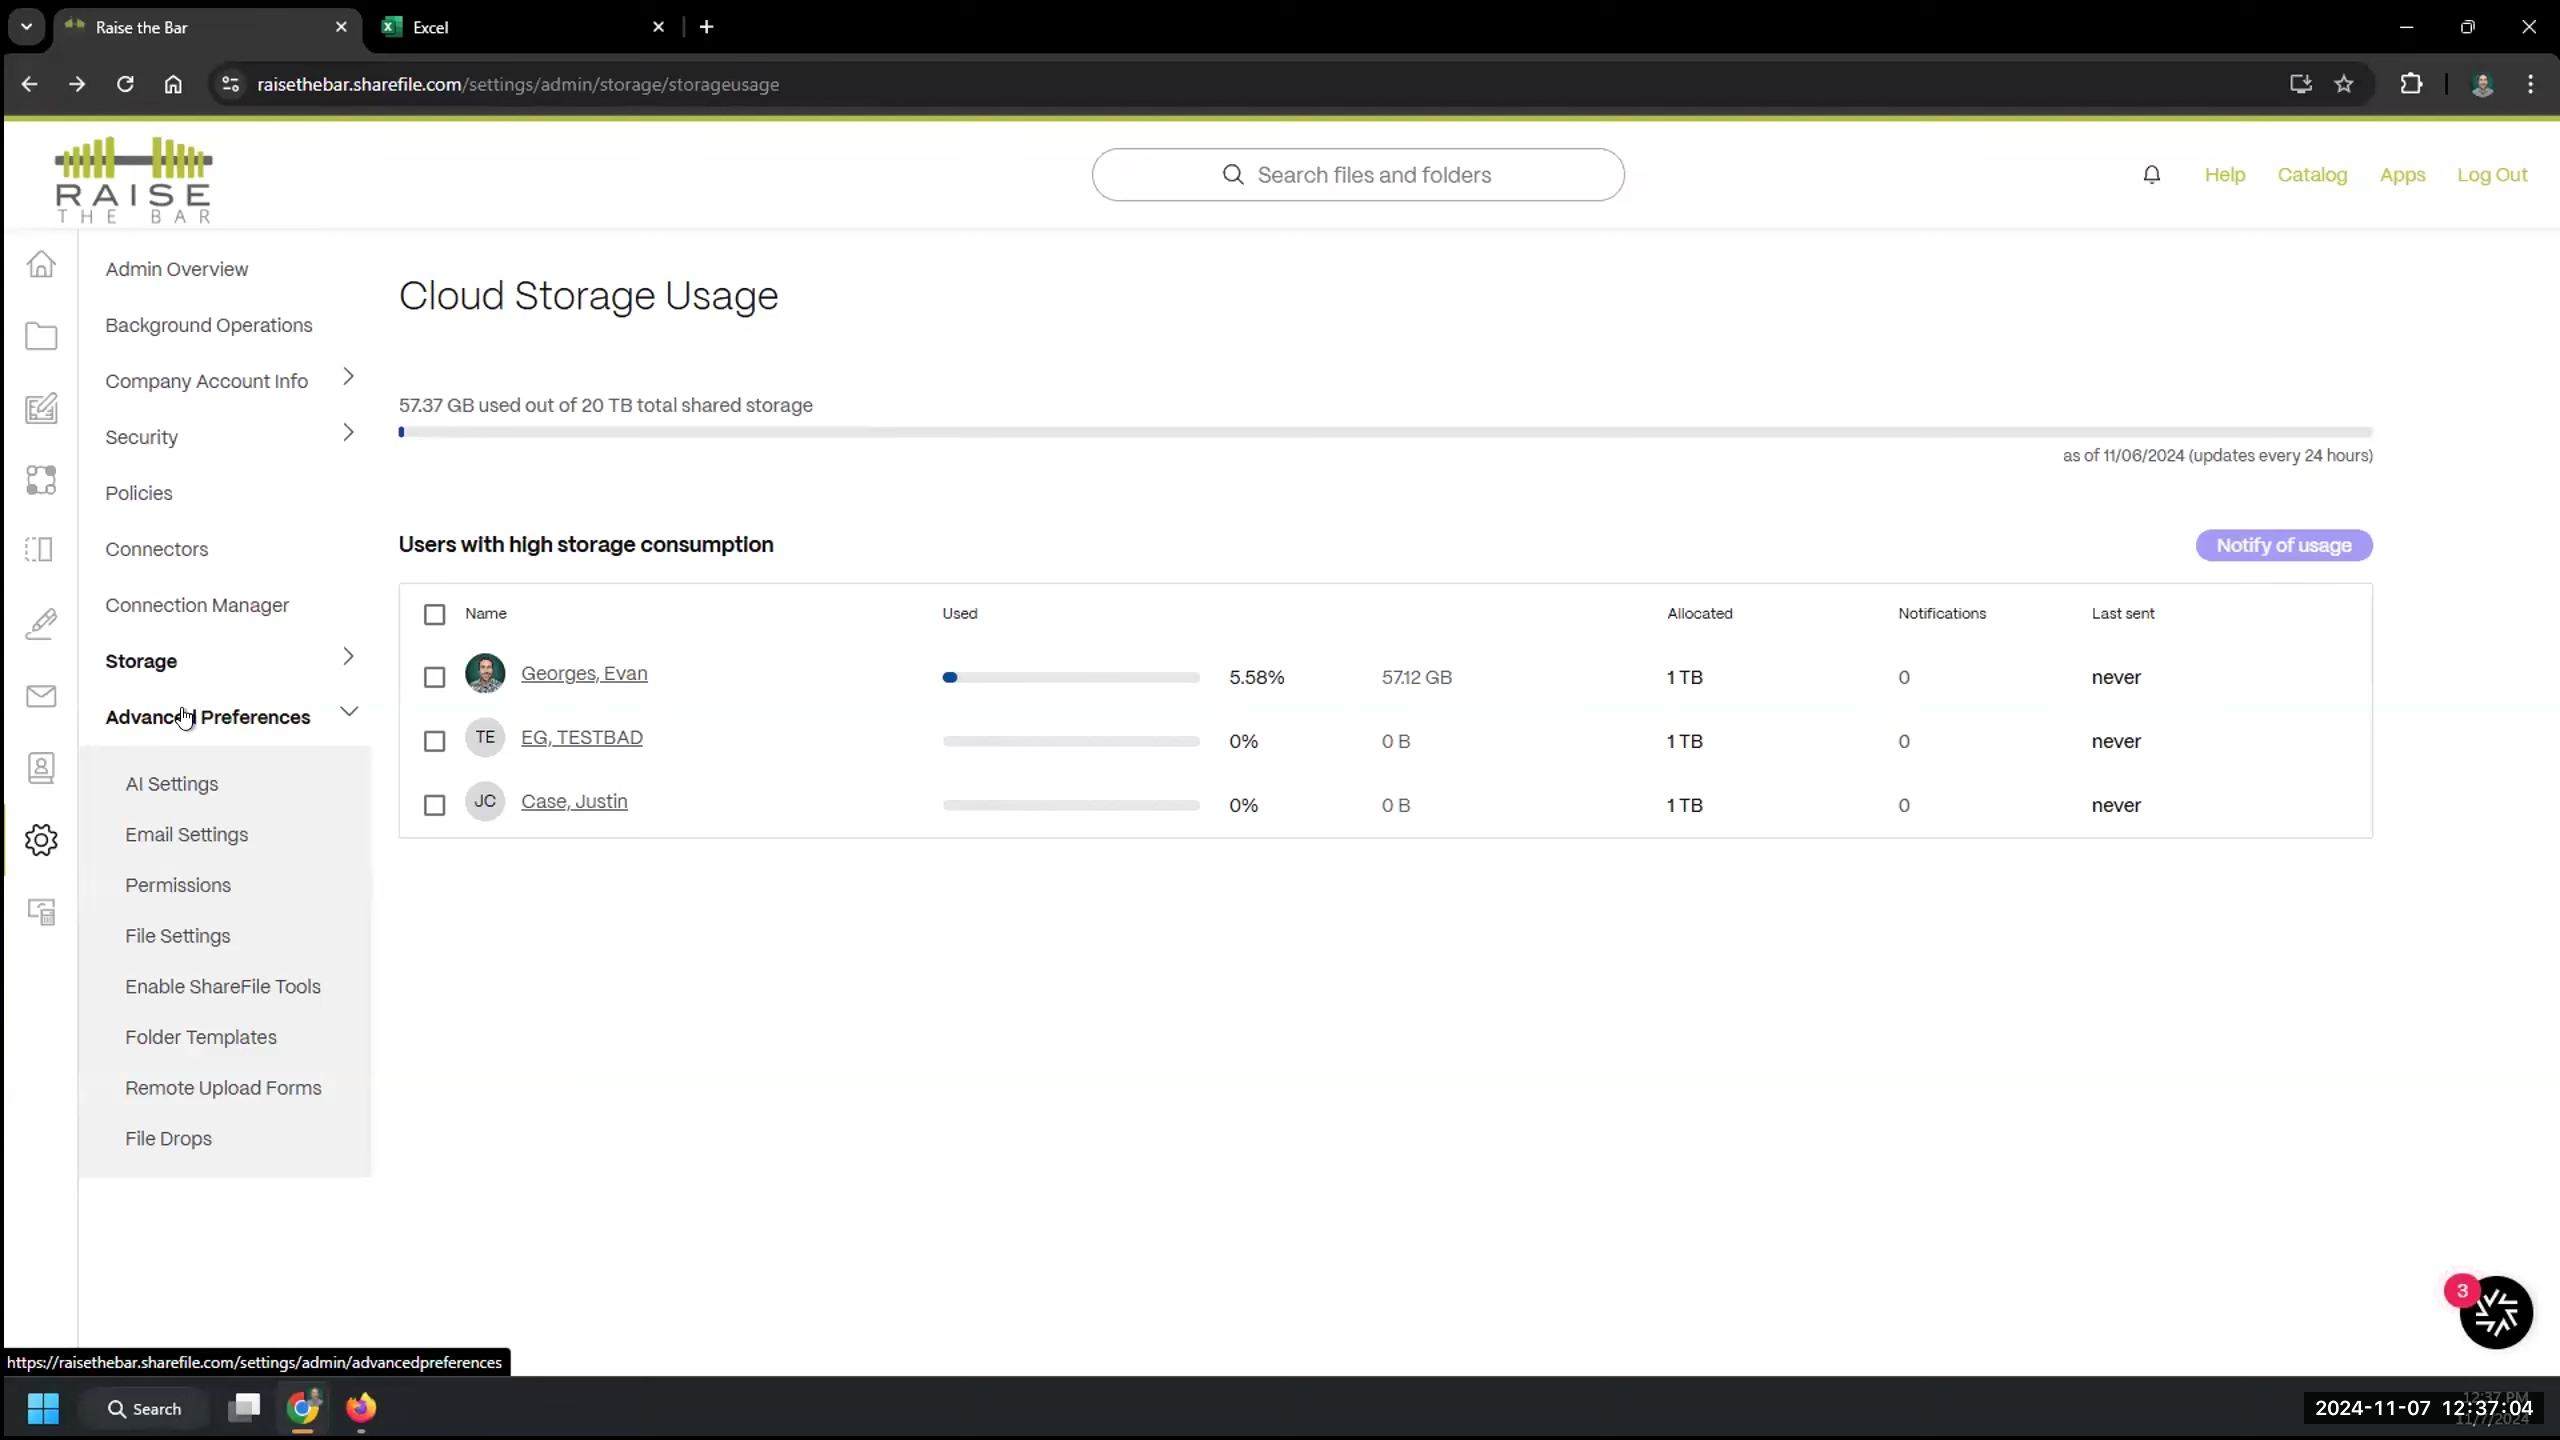 Raise the Bar
Excel
raisethebar.sharefile.com/settings/admin/storage/storageusage
RAISE
THE BAR
Search files and folders
Help
Catalog
Apps
Log Out
Admin Overview
Background Operations
Company Account Info
Security
Policies
Connectors
Connection Manager
Storage
Advanced Preferences
AI Settings
Email Settings
Permissions
File Settings
Enable ShareFile Tools
Folder Templates
Remote Upload Forms
File Drops
Cloud Storage Usage
57.37 GB used out of 20 TB total shared storage
as of 11/06/2024 (updates every 24 hours)
Users with high storage consumption
Notify of usage
Name Used Allocated Notifications Last sent
Georges, Evan 5.58% 57.12 GB 1 TB 0 never
TE EG, TESTBAD 0% 0 B 1 TB 0 never
JC Case, Justin 0% 0 B 1 TB 0 never
3
https://raisethebar.sharefile.com/settings/admin/advancedpreferences
Search
12:37 PM
2024-11-07 12:37:04
11/7/2024